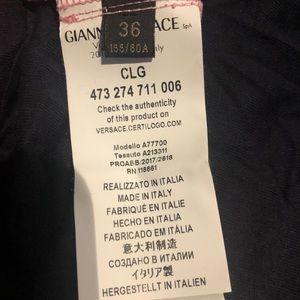 GIANN
ACE SpA
36
155/80A
CLG
473 274 711 006
Check the authenticity
of this product on
VERSACE.CERTILOGO.COM
Modello A77700
Tessuto A213311
PROABB/2017/2618
RN 118661
REALIZZATO IN ITALIA
MADE IN ITALY
FABRIQUÉ EN ITALIE
HECHO EN ITALIA
FABRICADO EM ITÁLIA
意大利制造
СОЗДАНО В ИТАЛИИ
イタリア製
HERGESTELLT IN ITALIEN